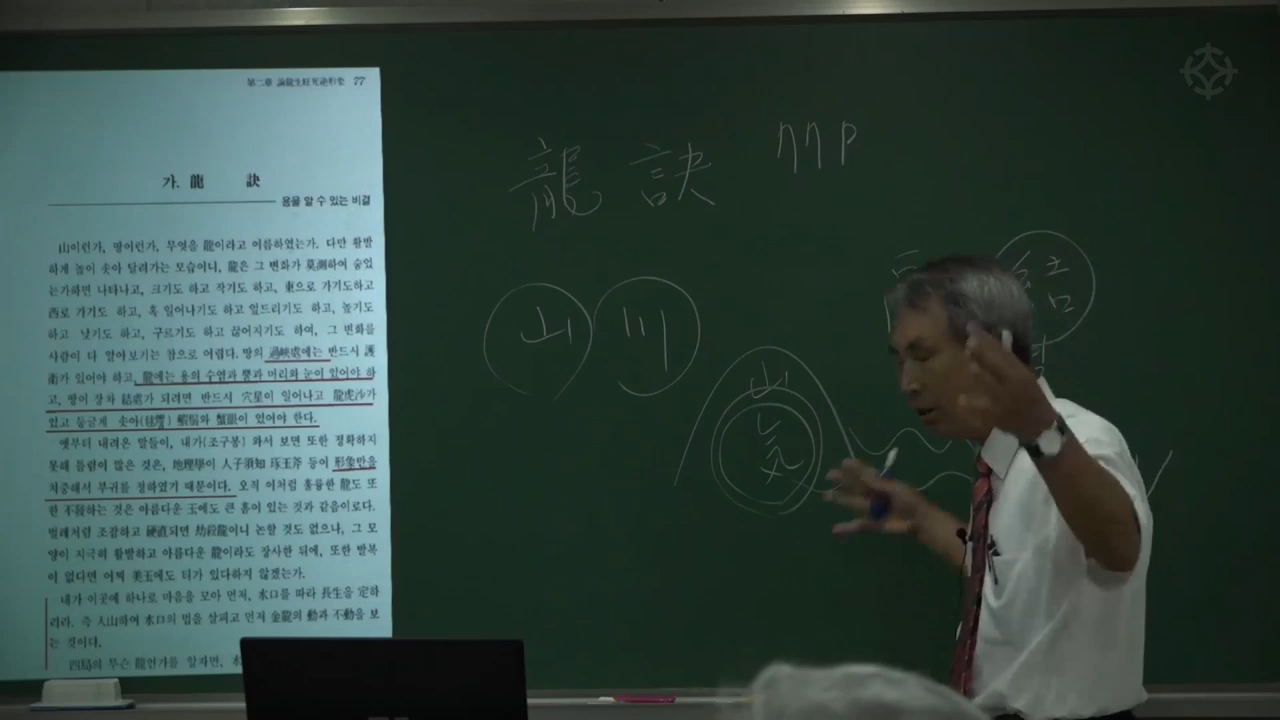 第二章 論龍生旺死絶形象 77
가. 龍 訣
용을 알 수 있는 비결
山이런가, 땅이런가, 무엇을 龍이라고 이름하였는가. 다만 활발
하게 높이 솟아 달려가는 모습이니, 龍은 그 변화가 莫測하여 숨었
는가하면 나타나고, 크기도 하고 작기도 하고, 東으로 가기도하고
西로 가기도 하고, 혹 일어나기도 하고 엎드리기도 하고, 높기도
하고 낮기도 하고, 구르기도 하고 끊어지기도 하여, 그 변화를
사람이 다 알아보기는 참으로 어렵다. 땅의 過峽處에는 반드시 護
衛가 있어야 하고, 龍에는 용의 수염과 뿔과 머리와 눈이 있어야 하
고, 땅이 장차 結處가 되려면 반드시 穴星이 일어나고 龍虎沙가
있고 둥글게 솟아 蟹眼이 있어야 한다.
옛부터 내려온 말들이, 내가(조구봉) 와서 보면 또한 정확하지
못해 틀림이 많은 것은, 地理學이 人子須知 琢玉斧 등이 形象만을
치중해서 부귀를 정하였기 때문이다. 오직 이처럼 훌륭한 龍도 또
한 不發하는 것은 아름다운 玉에도 큰 흠이 있는 것과 같음이로다.
벌레처럼 조잡하고 硬直되면 劫殺龍이니 논할 것도 없으나, 그 모
양이 지극히 활발하고 아름다운 龍이라도 장사한 뒤에, 또한 발복
이 없다면 어찌 美玉에도 티가 있다하지 않겠는가.
내가 이곳에 하나로 마음을 모아 먼저, 水口를 따라 長生을 定하
리라. 즉 入山하여 水口의 법을 살피고 먼저 金龍의 動과 不動을 보
는 것이다.
四局의 무슨 龍인가를 알자면,
龍 訣 77P
山 川
結
山
気